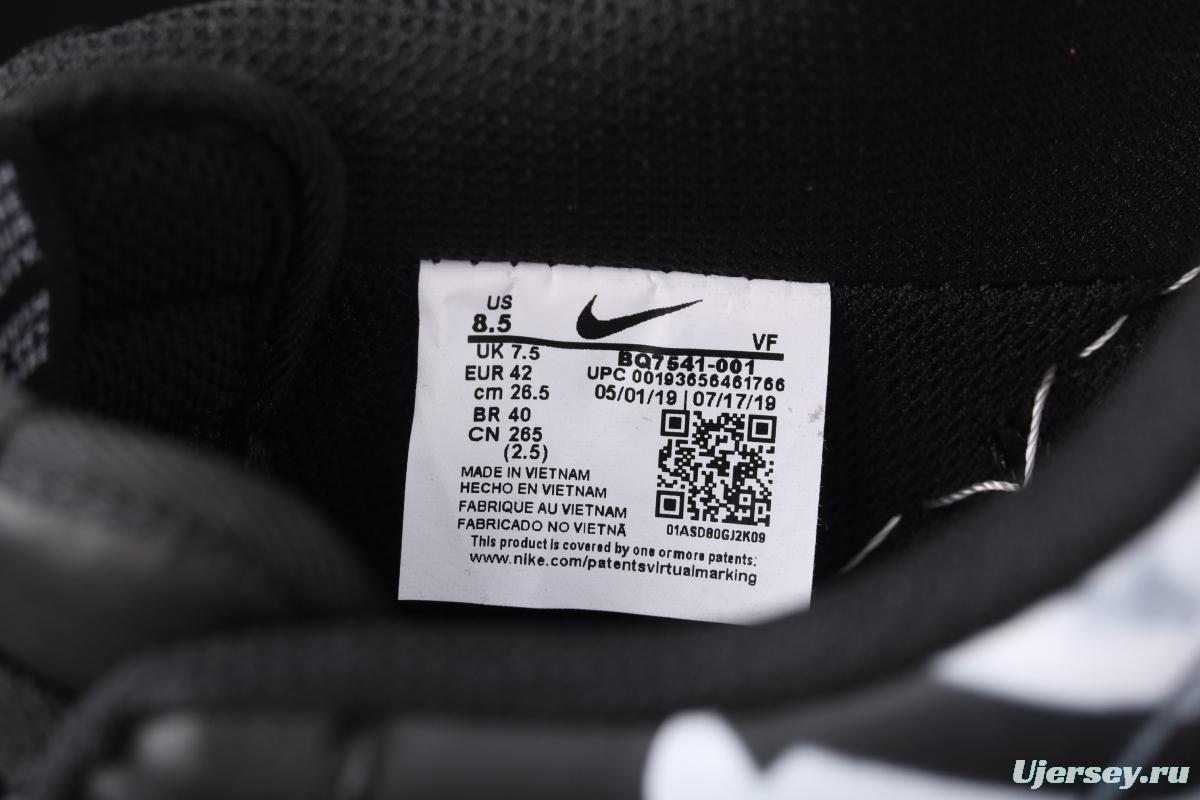 US
8.5
VF
UK 7.5
BQ7541-001
EUR 42
UPC 00193656461766
cm 26.5
05/01/19 | 07/17/19
BR 40
CN 265
(2.5)
MADE IN VIETNAM
HECHO EN VIETNAM
FABRIQUE AU VIETNAM
FABRICADO NO VIETNÃ
01ASD80GJ2K09
This product is covered by one or more patents:
www.nike.com/patentsvirtualmarking
Ujersey.ru